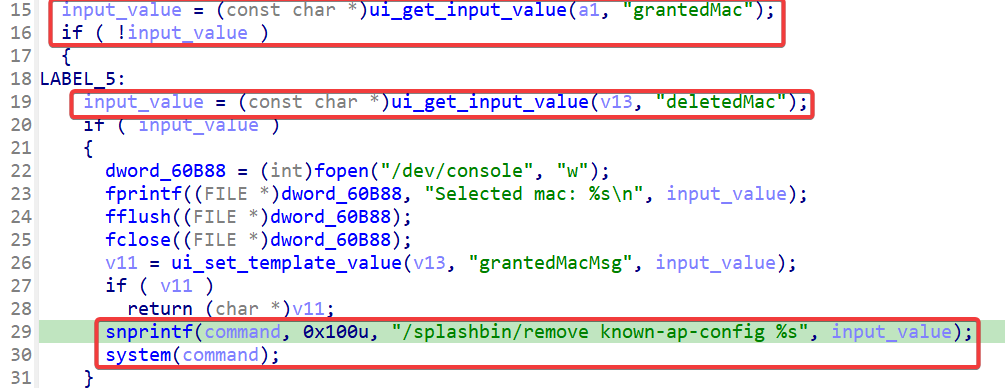 15 input_value = (const char *)ui_get_input_value(a1, "grantedMac");
16 if ( !input_value )
17 {
18 LABEL_5:
19 input_value = (const char *)ui_get_input_value(v13, "deletedMac");
20 if ( input_value )
21 {
22 dword_60B88 = (int)fopen("/dev/console", "w");
23 fprintf((FILE *)dword_60B88, "Selected mac: %s\n", input_value);
24 fflush((FILE *)dword_60B88);
25 fclose((FILE *)dword_60B88);
26 v11 = ui_set_template_value(v13, "grantedMacMsg", input_value);
27 if ( v11 )
28 return (char *)v11;
29 snprintf(command, 0x100u, "/splashbin/remove known-ap-config %s", input_value);
30 system(command);
31 }